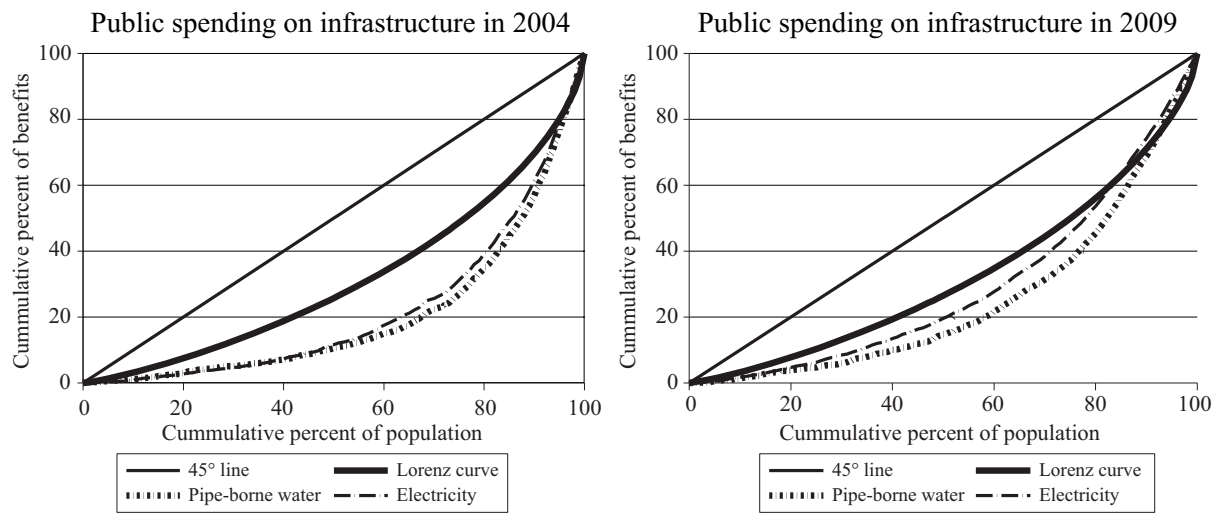 Public spending on infrastructure in 2004
Cummulative percent of benefits
100
80
60
40
20
0
0 20 40 60 80 100
Cummulative percent of population
45° line Lorenz curve
Pipe-borne water Electricity
Public spending on infrastructure in 2009
Cummulative percent of benefits
100
80
60
40
20
0
0 20 40 60 80 100
Cummulative percent of population
45° line Lorenz curve
Pipe-borne water Electricity